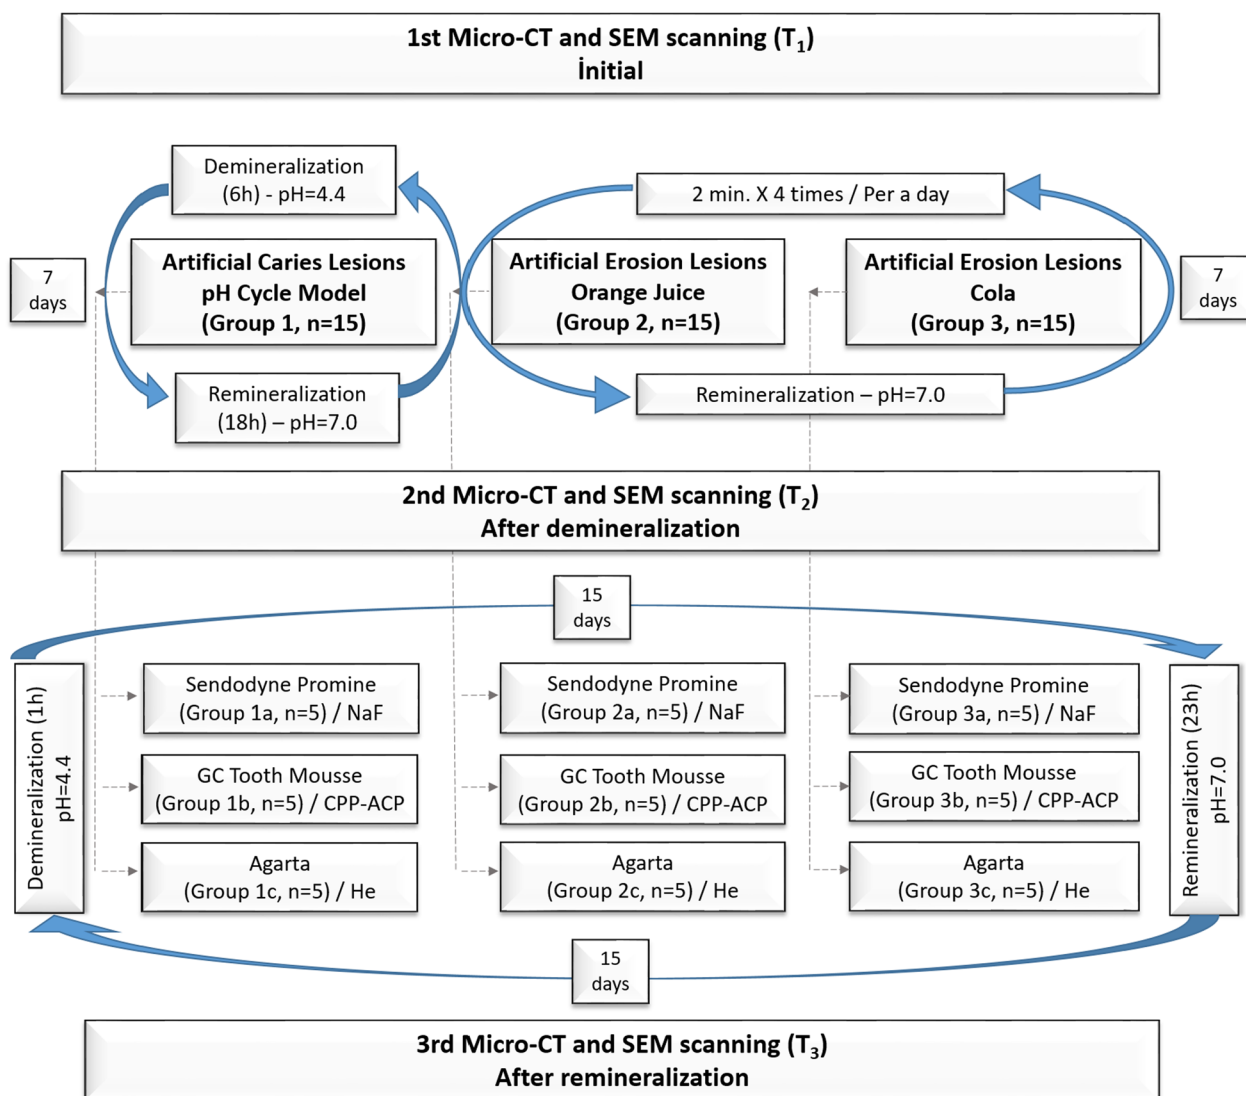 1st Micro-CT and SEM scanning (T1)
İnitial
Demineralization
(6h) - pH=4.4
2 min. X 4 times / Per a day
7
days
Artificial Caries Lesions
pH Cycle Model
(Group 1, n=15)
Artificial Erosion Lesions
Orange Juice
(Group 2, n=15)
Artificial Erosion Lesions
Cola
(Group 3, n=15)
7
days
Remineralization
(18h) – pH=7.0
Remineralization – pH=7.0
2nd Micro-CT and SEM scanning (T2)
After demineralization
15
days
Demineralization (1h)
pH=4.4
Sendodyne Promine
(Group 1a, n=5) / NaF
Sendodyne Promine
(Group 2a, n=5) / NaF
Sendodyne Promine
(Group 3a, n=5) / NaF
GC Tooth Mousse
(Group 1b, n=5) / CPP-ACP
GC Tooth Mousse
(Group 2b, n=5) / CPP-ACP
GC Tooth Mousse
(Group 3b, n=5) / CPP-ACP
Agarta
(Group 1c, n=5) / He
Agarta
(Group 2c, n=5) / He
Agarta
(Group 3c, n=5) / He
Remineralization (23h)
pH=7.0
15
days
3rd Micro-CT and SEM scanning (T3)
After remineralization